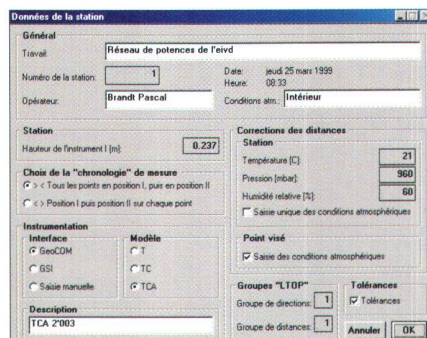 Données de la station
Général
Travail: Réseau de potences de l'eivd
Numéro de la station: 1
Date: jeudi 25 mars 1999
Heure: 08:33
Opérateur: Brandt Pascal
Conditions atm.: Intérieur
Station
Hauteur de l'instrument I [m]: 0.237
Choix de la "chronologie" de mesure
> < Tous les points en position I, puis en position II
< > Position I puis position II sur chaque point
Corrections des distances
Station
Température [C]: 21
Pression [mbar]: 960
Humidité relative [%]: 60
Saisie unique des conditions atmosphériques
Point visé
Saisie des conditions atmosphériques
Instrumentation
Interface
GeoCOM
GSI
Saisie manuelle
Modèle
T
TC
TCA
Description
TCA 2'003
Groupes "LTOP"
Groupe de directions: 1
Groupe de distances: 1
Tolérances
Tolérances
Annuler
OK